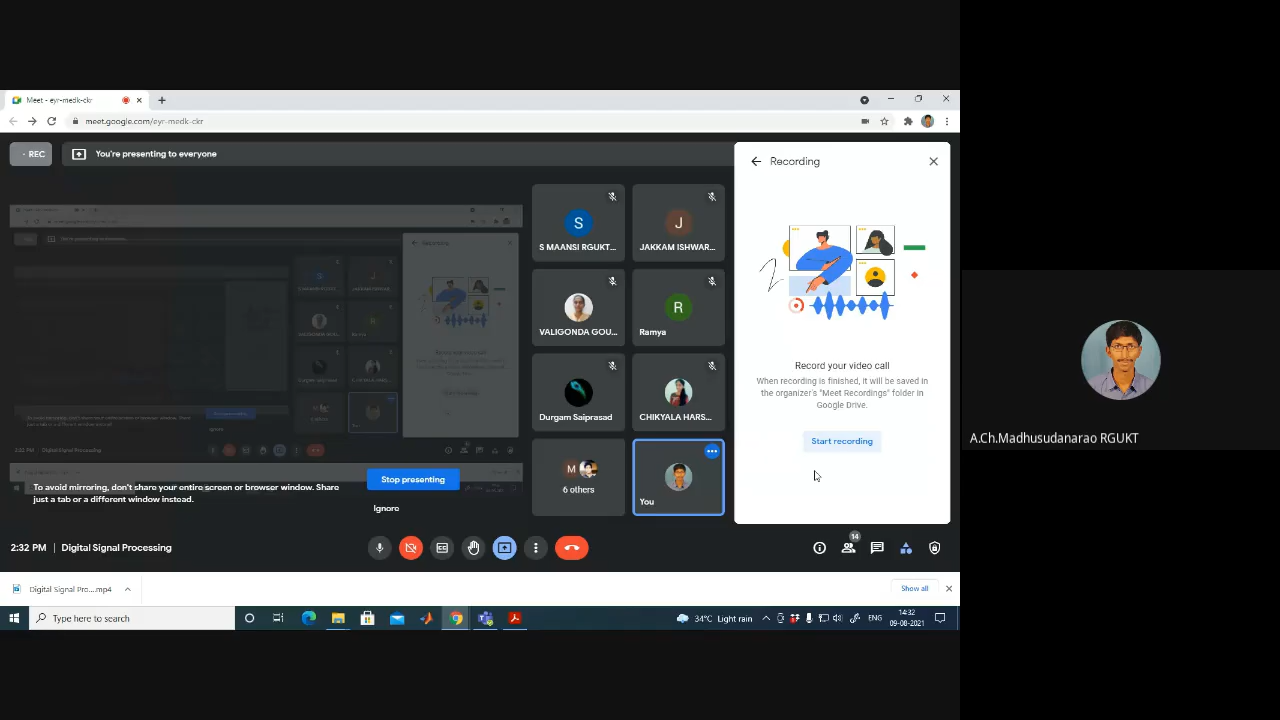 Meet - eyr-medk-ckr
meet.google.com/eyr-medk-ckr
REC
You're presenting to everyone
S MAANSI RGUKT...
JAKKAM ISHWAR...
VALIGONDA GOU...
Ramya
Durgam Saiprasad
CHIKYALA HARS...
M
6 others
You
S
J
R
Recording
Record your video call
When recording is finished, it will be saved
in the organizer's "Meet Recordings" folder in
Google Drive.
Start recording
To avoid mirroring, don't share your entire screen or browser window. Share
just a tab or a different window instead.
Stop presenting
Ignore
2:32 PM | Digital Signal Processing
14
Digital Signal Pro....mp4
Show all
Type here to search
34°C Light rain
ENG
14:32
09-08-2021
A.Ch.Madhusudanarao RGUKT